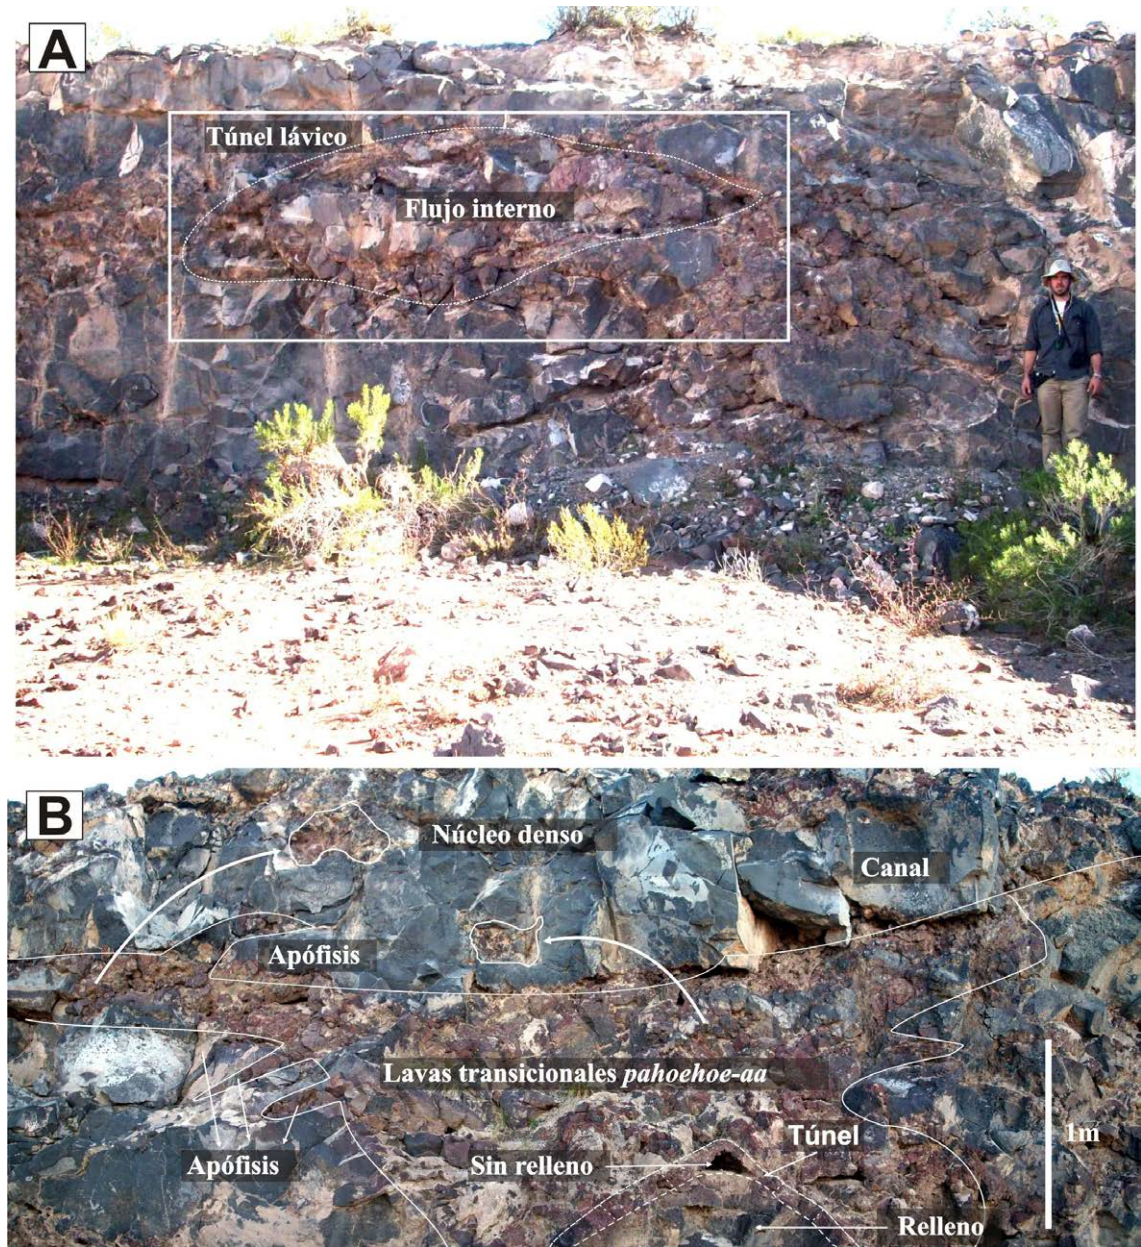 A
Túnel lávico
Flujo interno
B
Núcleo denso
Canal
Apófisis
Lavas transicionales pahoehoe-aa
1m
Túnel
Apófisis
Sin relleno
Relleno